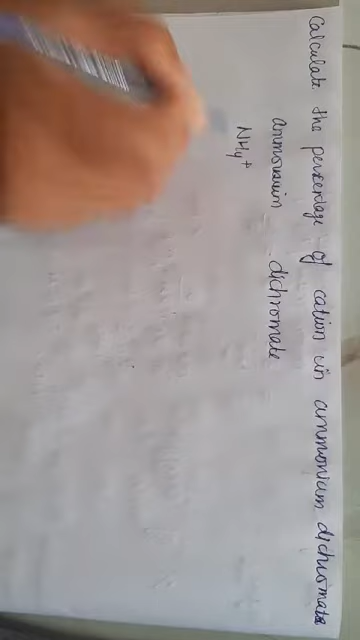 Calculate the percentage of cation in ammonium dichromate
ammonium dichromate
NH4+